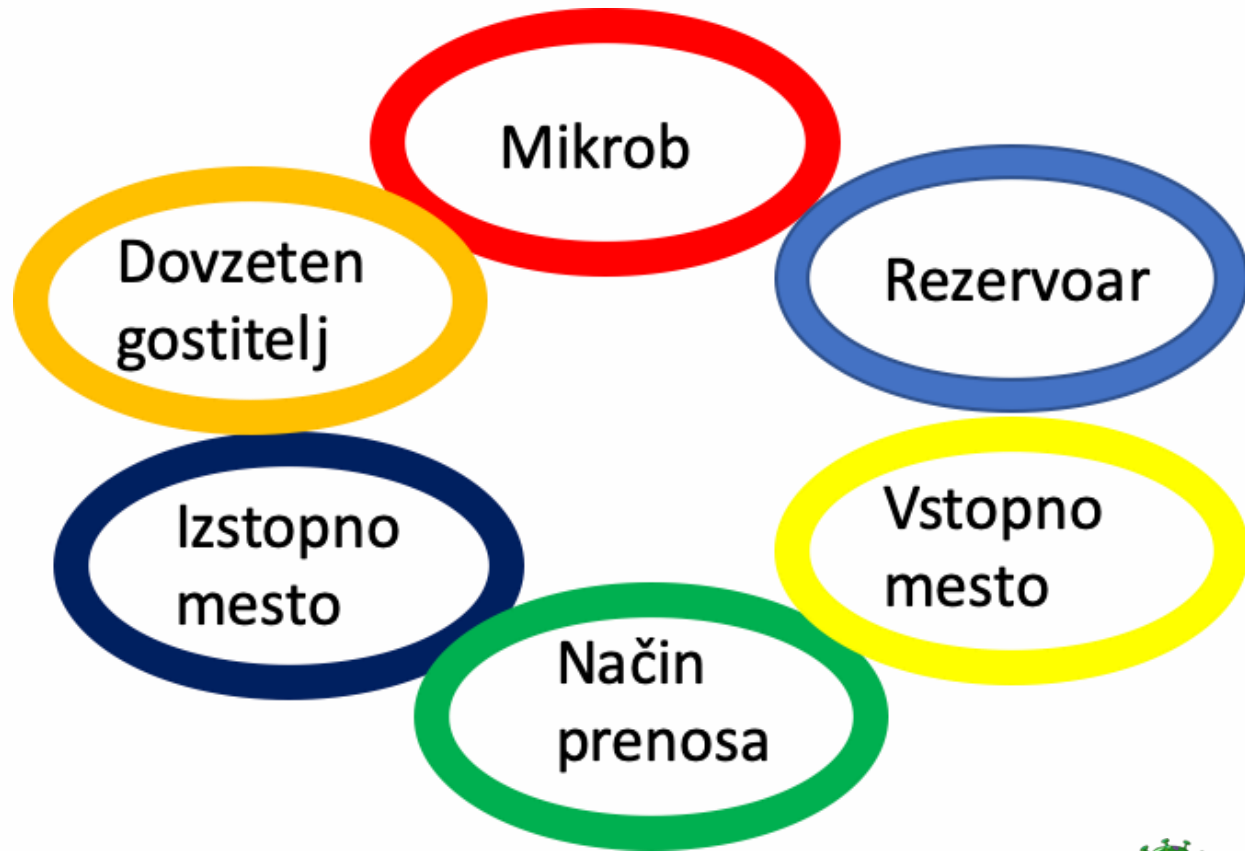 Mikrob
Rezervoar
Vstopno
mesto
Način
prenosa
Izstopno
mesto
Dovzeten
gostitelj